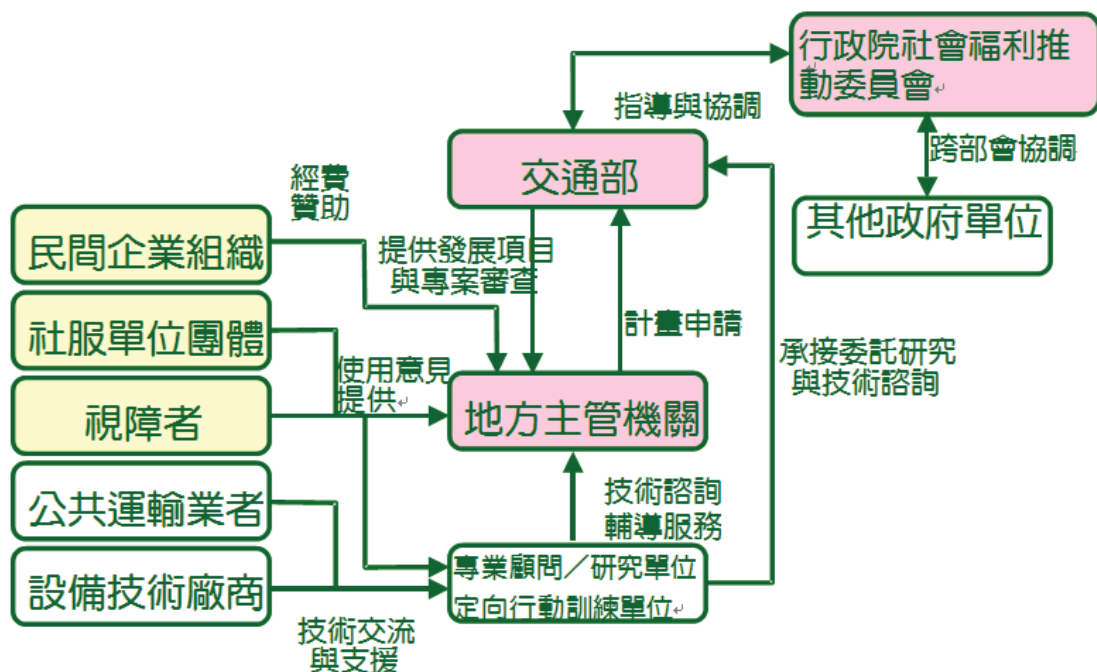 行政院社會福利推
動委員會
指導與協調
跨部會協調
交通部
其他政府單位
經費
贊助
民間企業組織
提供發展項目
與專案審查
社服單位團體
計畫申請
承接委託研究
與技術諮詢
使用意見
提供
視障者
地方主管機關
公共運輸業者
技術諮詢
輔導服務
設備技術廠商
專業顧問／研究單位
定向行動訓練單位
技術交流
與支援